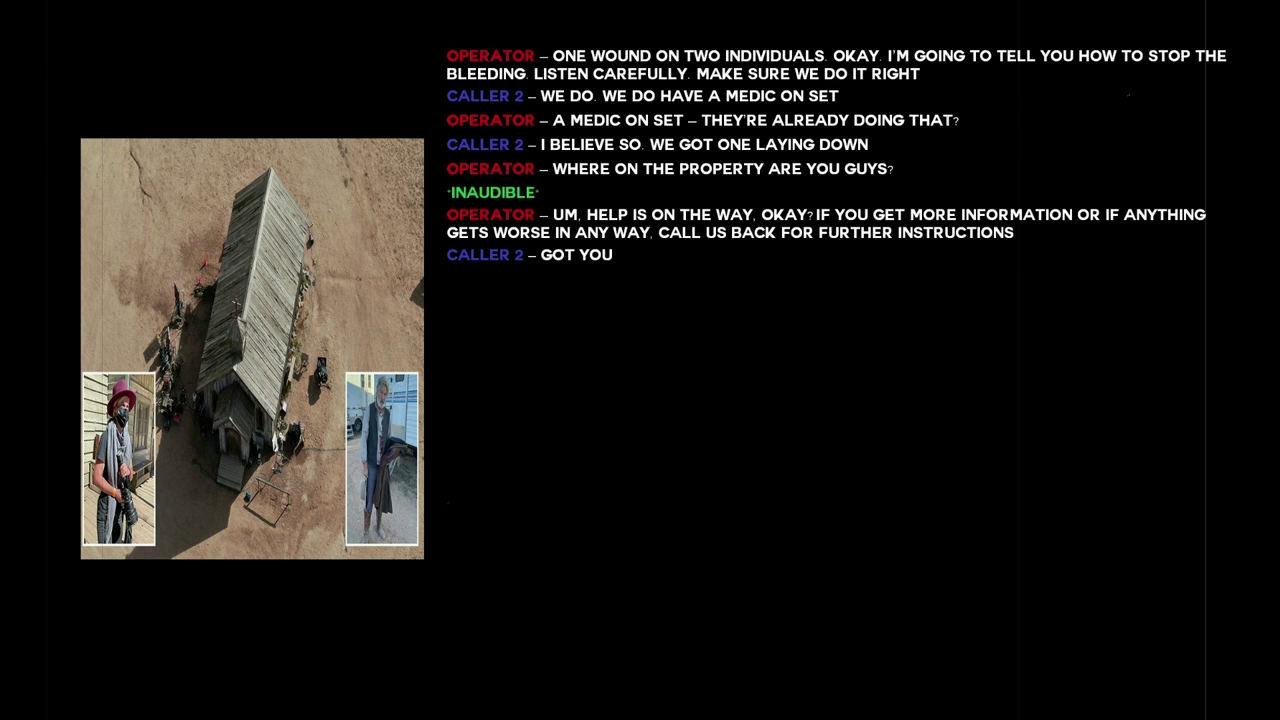 OPERATOR – ONE WOUND ON TWO INDIVIDUALS. OKAY. I'M GOING TO TELL YOU HOW TO STOP THE
BLEEDING. LISTEN CAREFULLY. MAKE SURE WE DO IT RIGHT
CALLER 2 – WE DO. WE DO HAVE A MEDIC ON SET
OPERATOR – A MEDIC ON SET – THEY'RE ALREADY DOING THAT?
CALLER 2 – I BELIEVE SO. WE GOT ONE LAYING DOWN
OPERATOR – WHERE ON THE PROPERTY ARE YOU GUYS?
*INAUDIBLE*
OPERATOR – UM, HELP IS ON THE WAY, OKAY? IF YOU GET MORE INFORMATION OR IF ANYTHING
GETS WORSE IN ANY WAY, CALL US BACK FOR FURTHER INSTRUCTIONS
CALLER 2 – GOT YOU